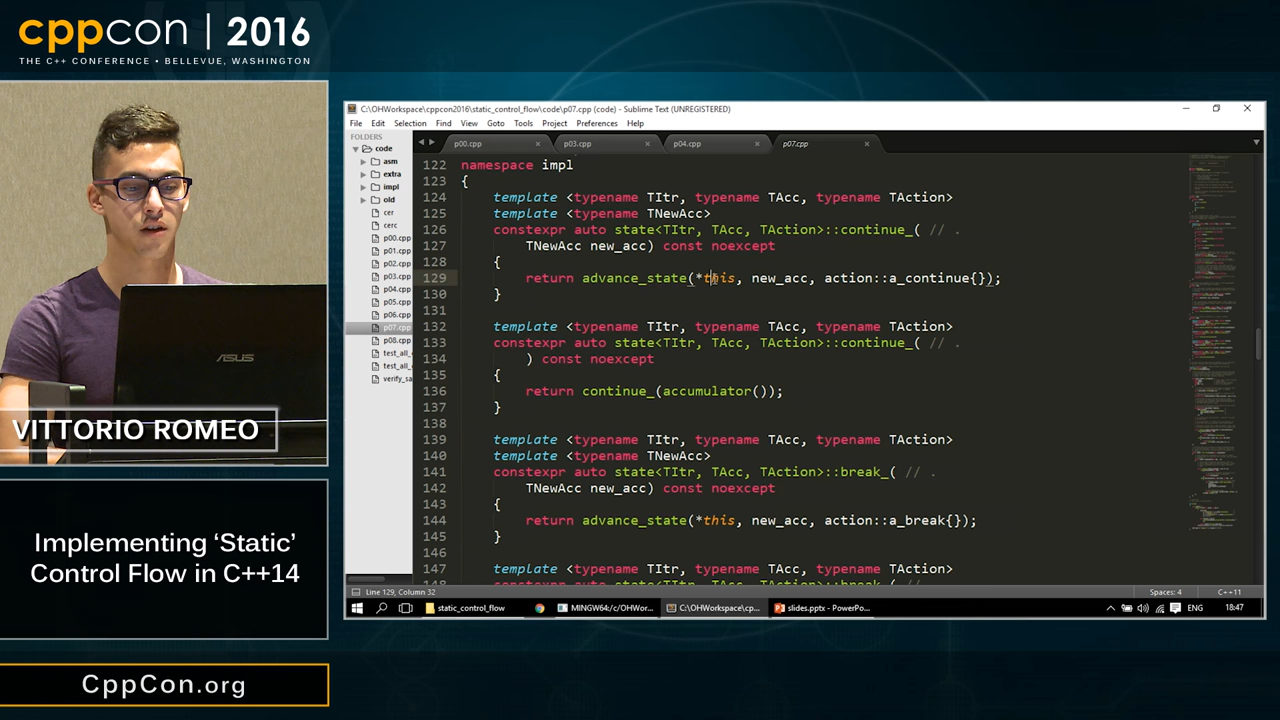 cppcon | 2016
THE C++ CONFERENCE • BELLEVUE, WASHINGTON
ASUS
VITTORIO ROMEO
Implementing ‘Static’
Control Flow in C++14
CppCon.org
C:\OHWorkspace\cppcon2016\static_control_flow\code\p07.cpp (code) - Sublime Text (UNREGISTERED)
File Edit Selection Find View Goto Tools Project Preferences Help
FOLDERS
code
asm
extra
impl
old
cer
cerc
p00.cpp
p01.cpp
p02.cpp
p03.cpp
p04.cpp
p05.cpp
p06.cpp
p07.cpp
p08.cpp
test_all_
test_all_
verify_sa
p00.cpp p03.cpp p04.cpp p07.cpp
122 namespace impl
123 {
124 template <typename TItr, typename TAcc, typename TAction>
125 template <typename TNewAcc>
126 constexpr auto state<TItr, TAcc, TAction>::continue_( // .
127 TNewAcc new_acc) const noexcept
128 {
129 return advance_state(*this, new_acc, action::a_continue{});
130 }
131
132 template <typename TItr, typename TAcc, typename TAction>
133 constexpr auto state<TItr, TAcc, TAction>::continue_( // .
134 ) const noexcept
135 {
136 return continue_(accumulator());
137 }
138
139 template <typename TItr, typename TAcc, typename TAction>
140 template <typename TNewAcc>
141 constexpr auto state<TItr, TAcc, TAction>::break_( // .
142 TNewAcc new_acc) const noexcept
143 {
144 return advance_state(*this, new_acc, action::a_break{});
145 }
146
147 template <typename TItr, typename TAcc, typename TAction>
Line 129, Column 32 Spaces: 4 C++11
static_control_flow MINGW64:/c/OHWor... C:\OHWorkspace\cp... slides.pptx - PowerPo... ENG 18:47